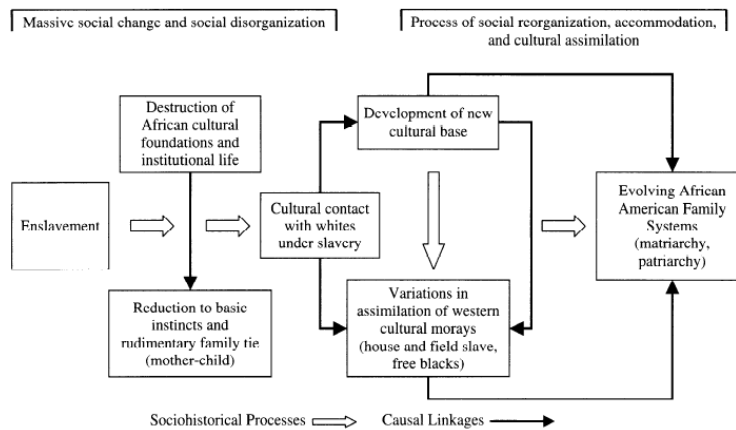 Massive social change and social disorganization
Process of social reorganization, accommodation,
and cultural assimilation
Destruction of
African cultural
foundations and
institutional life
Development of new
cultural base
Enslavement
Cultural contact
with whites
under slavery
Evolving African
American Family
Systems
(matriarchy,
patriarchy)
Reduction to basic
instincts and
rudimentary family tie
(mother-child)
Variations in
assimilation of western
cultural morays
(house and field slave,
free blacks)
Sociohistorical Processes
Causal Linkages